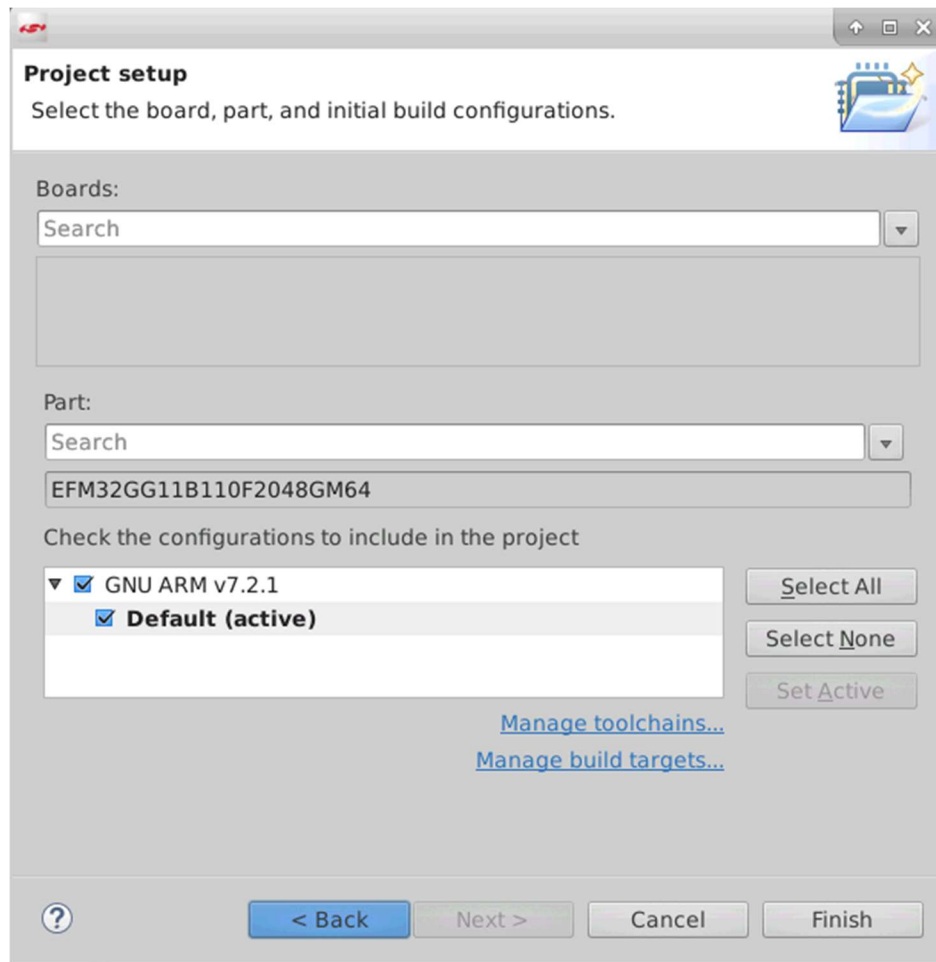 Project setup
Select the board, part, and initial build configurations.
Boards:
Search
Part:
Search
EFM32GG11B110F2048GM64
Check the configurations to include in the project
GNU ARM v7.2.1
Default (active)
Select All
Select None
Set Active
Manage toolchains...
Manage build targets...
?
< Back
Next >
Cancel
Finish